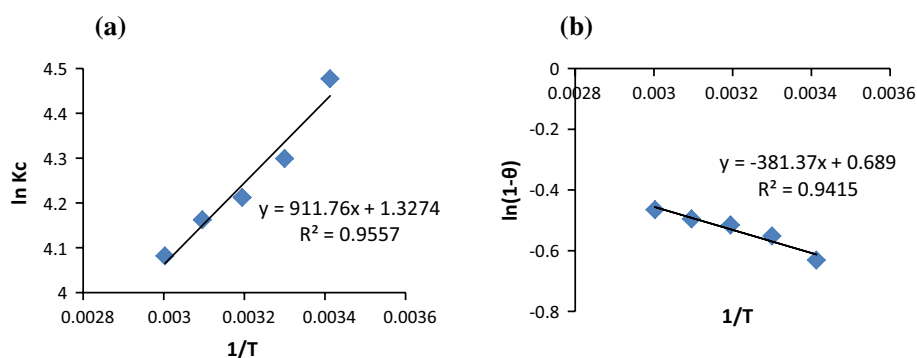 (a)
4.5
4.4
4.3
4.2
4.1
4
ln Kc
y = 911.76x + 1.3274
R² = 0.9557
0.0028 0.003 0.0032 0.0034 0.0036
1/T
(b)
0
-0.2
-0.4
-0.6
-0.8
0.0028 0.003 0.0032 0.0034 0.0036
ln(1-θ)
y = -381.37x + 0.689
R² = 0.9415
1/T